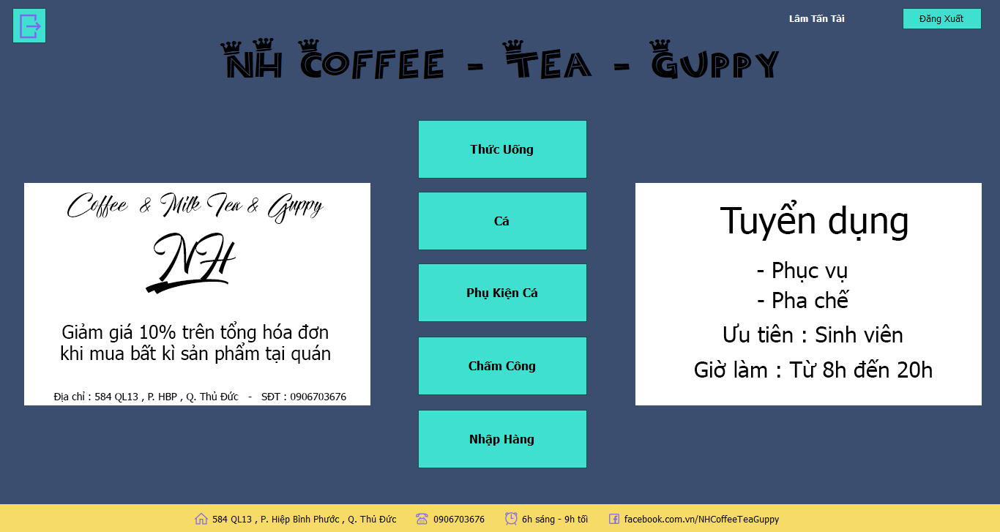 Lâm Tấn Tài
Đăng Xuất
NH COFFEE - TEA - GUPPY
Thức Uống
Cá
Phụ Kiện Cá
Chấm Công
Nhập Hàng
Coffee & Milk Tea & Guppy
NH
Giảm giá 10% trên tổng hóa đơn
khi mua bất kì sản phẩm tại quán
Địa chỉ : 584 QL13 , P. HBP , Q. Thủ Đức - SĐT : 0906703676
Tuyển dụng
- Phục vụ
- Pha chế
Ưu tiên : Sinh viên
Giờ làm : Từ 8h đến 20h
584 QL13 , P. Hiệp Bình Phước , Q. Thủ Đức
0906703676
6h sáng - 9h tối
facebook.com.vn/NHCoffeeTeaGuppy